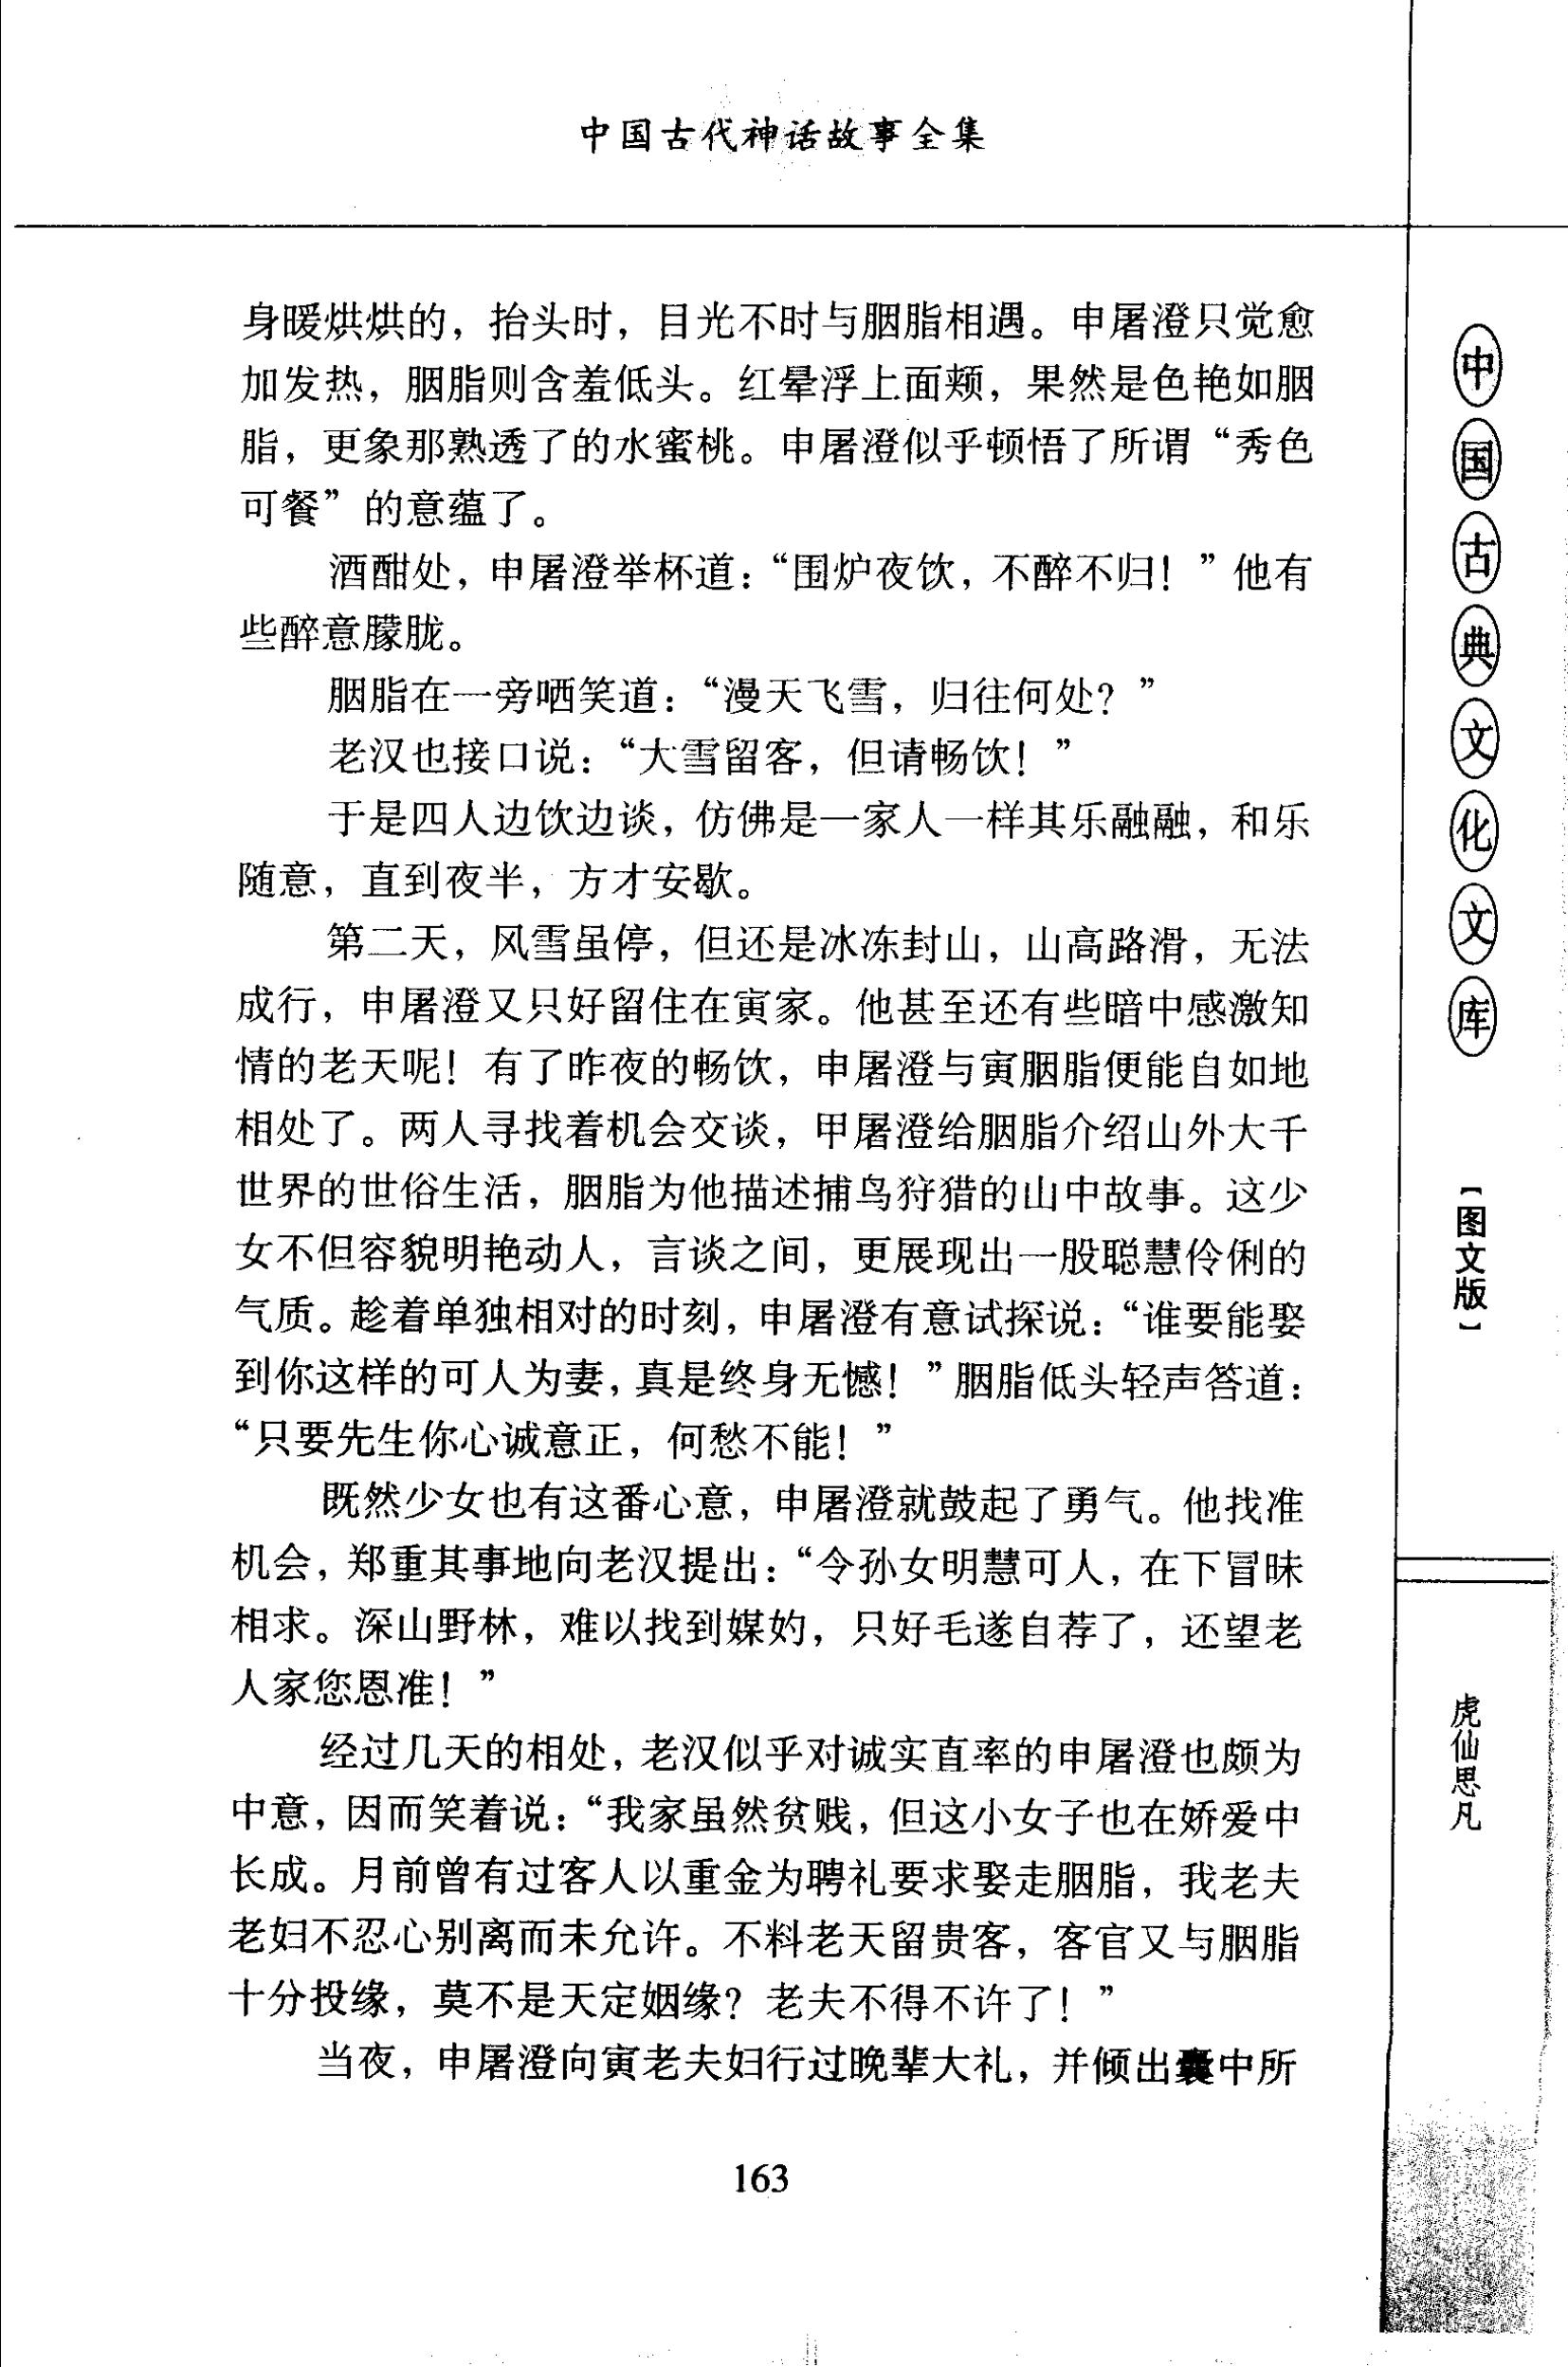 中国古代神话故事全集
身暖烘烘的，抬头时，目光不时与胭脂相遇。申屠澄只觉愈
加发热，胭脂则含羞低头。红晕浮上面颊，果然是色艳如胭
脂，更象那熟透了的水蜜桃。申屠澄似乎顿悟了所谓“秀色
可餐”的意蕴了。
酒酣处，申屠澄举杯道：“围炉夜饮，不醉不归！”他有
些醉意朦胧。
胭脂在一旁哂笑道：“漫天飞雪，归往何处？”
老汉也接口说：“大雪留客，但请畅饮！”
于是四人边饮边谈，仿佛是一家人一样其乐融融，和乐
随意，直到夜半，方才安歇。
第二天，风雪虽停，但还是冰冻封山，山高路滑，无法
成行，申屠澄又只好留住在寅家。他甚至还有些暗中感激知
情的老天呢！有了昨夜的畅饮，申屠澄与寅胭脂便能自如地
相处了。两人寻找着机会交谈，甲屠澄给胭脂介绍山外大千
世界的世俗生活，胭脂为他描述捕鸟狩猎的山中故事。这少
女不但容貌明艳动人，言谈之间，更展现出一股聪慧伶俐的
气质。趁着单独相对的时刻，申屠澄有意试探说：“谁要能娶
到你这样的可人为妻，真是终身无憾！”胭脂低头轻声答道：
“只要先生你心诚意正，何愁不能！”
既然少女也有这番心意，申屠澄就鼓起了勇气。他找准
机会，郑重其事地向老汉提出：“令孙女明慧可人，在下冒昧
相求。深山野林，难以找到媒妁，只好毛遂自荐了，还望老
人家您恩准！”
经过几天的相处，老汉似乎对诚实直率的申屠澄也颇为
中意，因而笑着说：“我家虽然贫贱，但这小女子也在娇爱中
长成。月前曾有过客人以重金为聘礼要求娶走胭脂，我老夫
老妇不忍心别离而未允许。不料老天留贵客，客官又与胭脂
十分投缘，莫不是天定姻缘？老夫不得不许了！”
当夜，申屠澄向寅老夫妇行过晚辈大礼，并倾出囊中所
163
中国古典文化文库
【图文版】
虎仙思凡